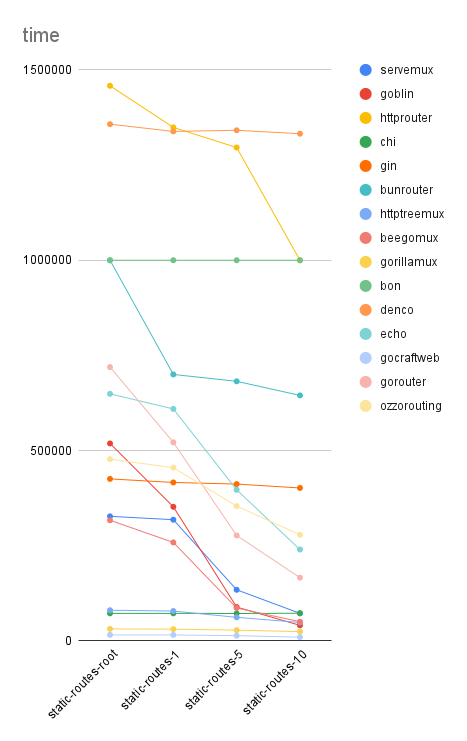 time
1500000
1000000
500000
0
static-routes-root
static-routes-1
static-routes-5
static-routes-10
servemux
goblin
httprouter
chi
gin
bunrouter
httptreemux
beegomux
gorillamux
bon
denco
echo
gocraftweb
gorouter
ozzorouting